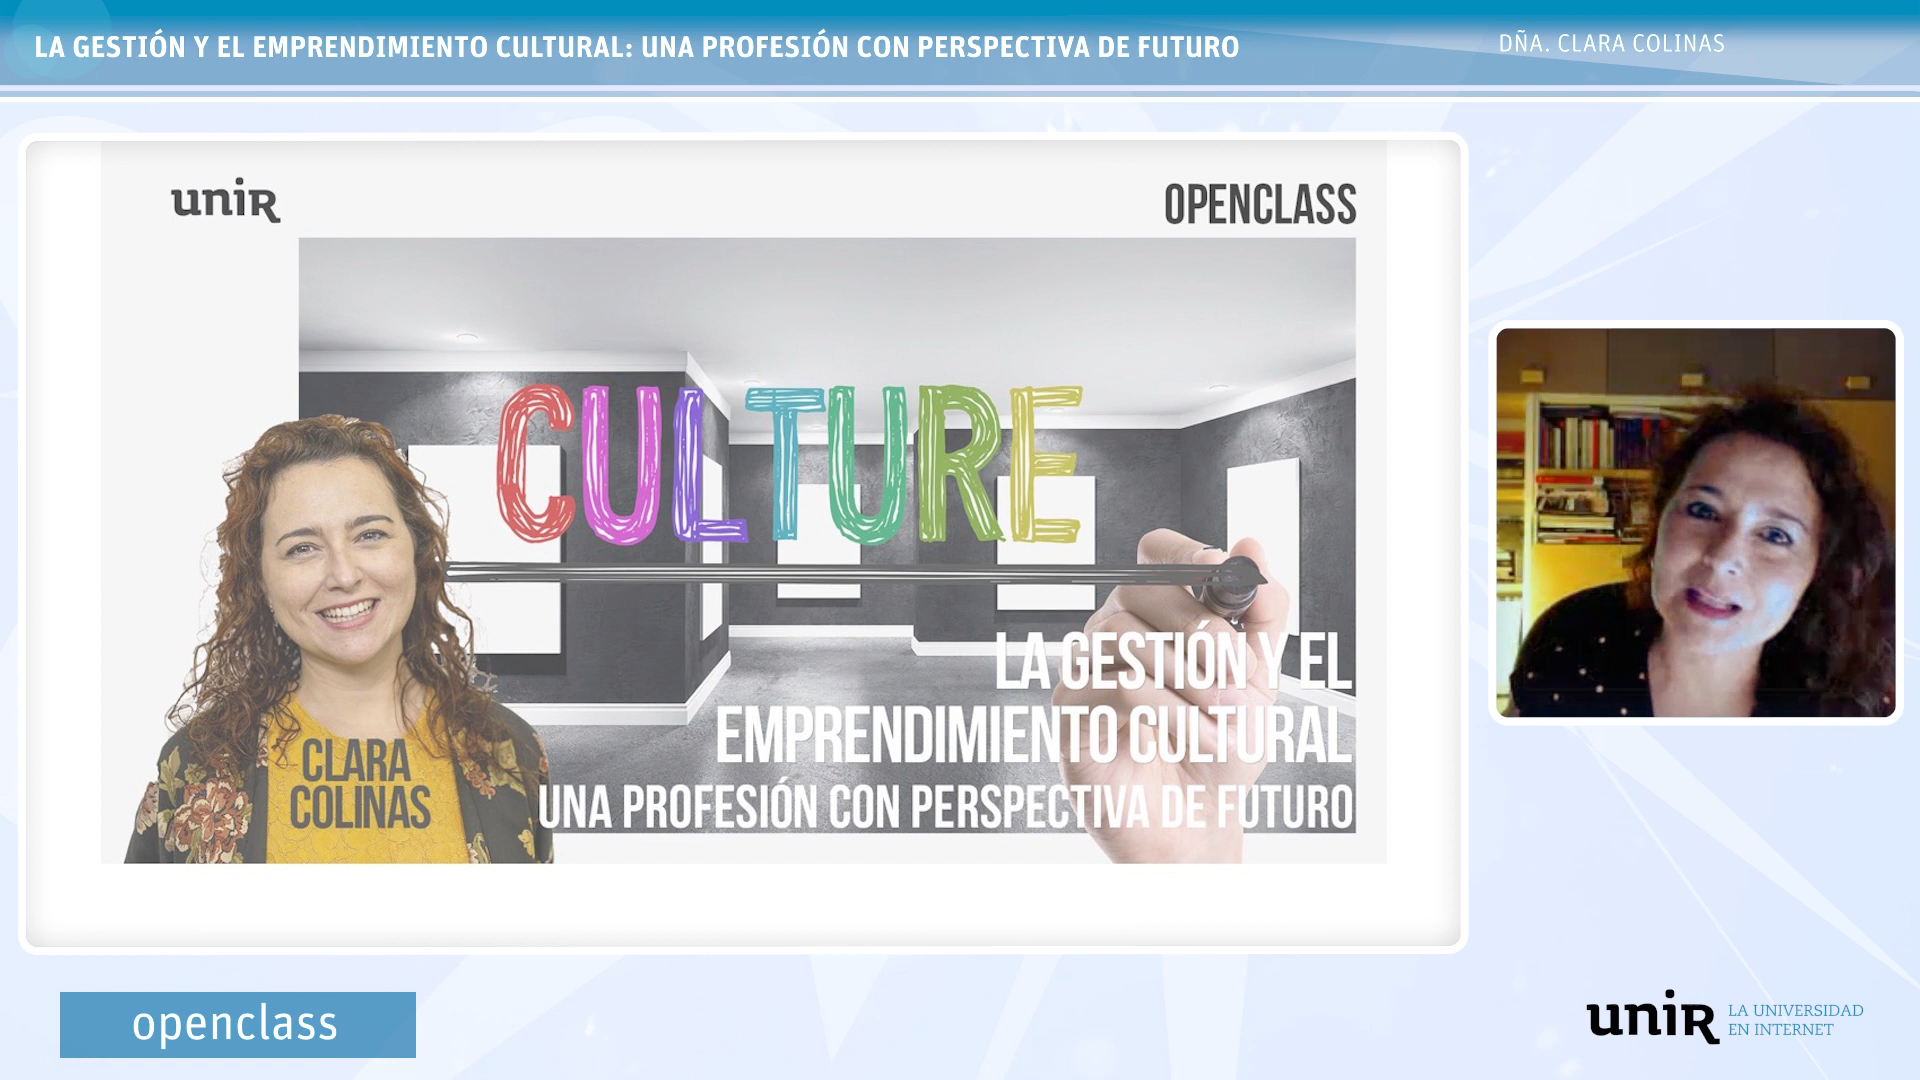 LA GESTIÓN Y EL EMPRENDIMIENTO CULTURAL: UNA PROFESIÓN CON PERSPECTIVA DE FUTURO
DÑA. CLARA COLINAS
uniR
OPENCLASS
CULTURE
LA GESTIÓN Y EL
EMPRENDIMIENTO CULTURAL
UNA PROFESIÓN CON PERSPECTIVA DE FUTURO
CLARA
COLINAS
openclass
uniR
LA UNIVERSIDAD
EN INTERNET